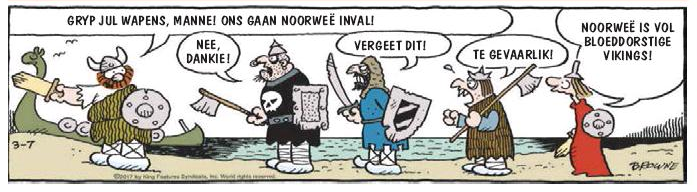 GRYP JUL WAPENS, MANNE! ONS GAAN NOORWEË INVAL!
NEE,
DANKIE!
VERGEET DIT!
TE GEVAARLIK!
NOORWEË IS VOL
BLOEDDORSTIGE
VIKINGS!
3-7
©2017 by King Features Syndicate, Inc. World rights reserved.
BROWNE